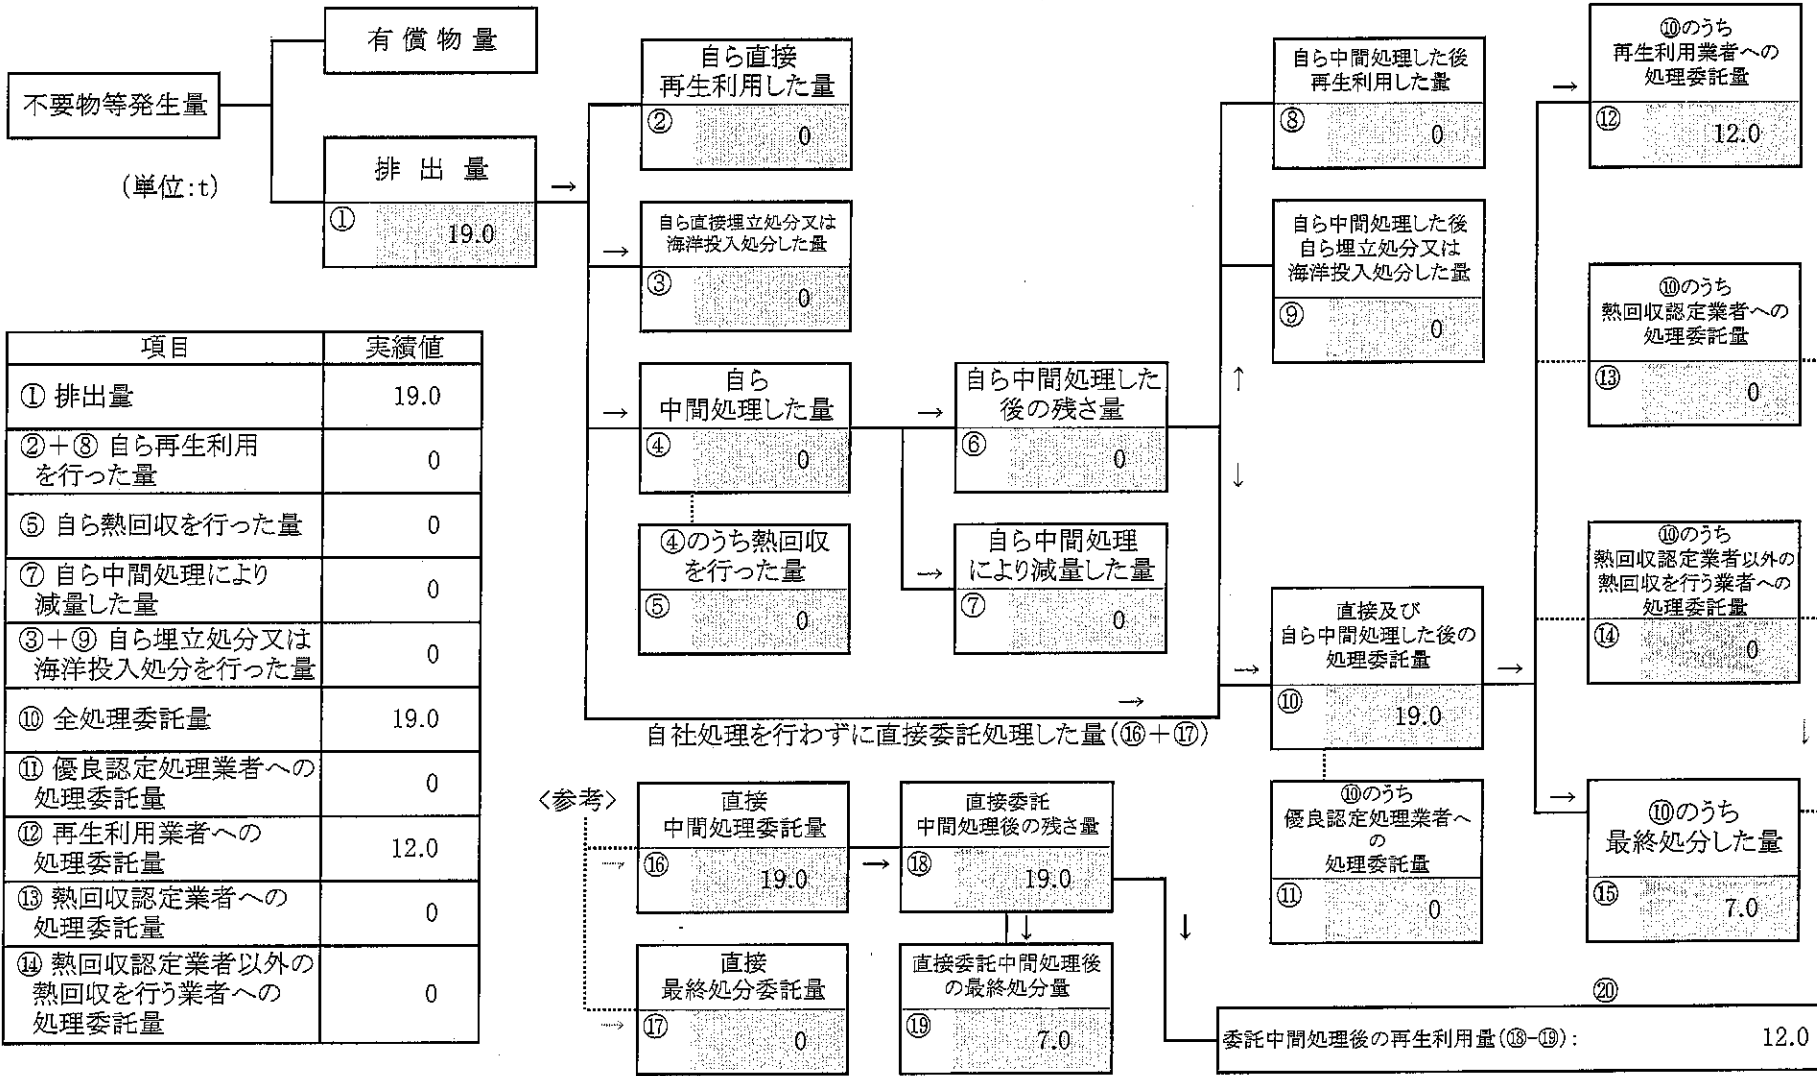 不要物等発生量
(単位:t)
有償物量
排出量
①
19.0
→
自ら直接
再生利用した量
②
0
→
自ら直接埋立処分又は
海洋投入処分した量
③
0
→
自ら
中間処理した量
④
0
④のうち熱回収
を行った量
⑤
0
→
自ら中間処理した
後の残さ量
⑥
0
→
自ら中間処理
により減量した量
⑦
0
自ら中間処理した後
再生利用した量
⑧
0
自ら中間処理した後
自ら埋立処分又は
海洋投入処分した量
⑨
0
↑
↓
→
自社処理を行わずに直接委託処理した量(⑯+⑰)
→
直接及び
自ら中間処理した後の
処理委託量
⑩
19.0
→
⑩のうち
優良認定処理業者へ
の
処理委託量
⑪
0
→
⑩のうち
再生利用業者への
処理委託量
⑫
12.0
⑩のうち
熱回収認定業者への
処理委託量
⑬
0
⑩のうち
熱回収認定業者以外の
熱回収を行う業者への
処理委託量
⑭
0
↓
→
⑩のうち
最終処分した量
⑮
7.0
項目 実績値
① 排出量 19.0
②+⑧ 自ら再生利用
を行った量 0
⑤ 自ら熱回収を行った量 0
⑦ 自ら中間処理により
減量した量 0
③+⑨ 自ら埋立処分又は
海洋投入処分を行った量 0
⑩ 全処理委託量 19.0
⑪ 優良認定処理業者への
処理委託量 0
⑫ 再生利用業者への
処理委託量 12.0
⑬ 熱回収認定業者への
処理委託量 0
⑭ 熱回収認定業者以外の
熱回収を行う業者への
処理委託量 0
〈参考〉
→
直接
中間処理委託量
⑯
19.0
→
直接委託
中間処理後の残さ量
⑱
19.0
→
直接
最終処分委託量
⑰
0
↓
直接委託中間処理後
の最終処分量
⑲
7.0
↓
⑳
委託中間処理後の再生利用量(⑱-⑲): 12.0